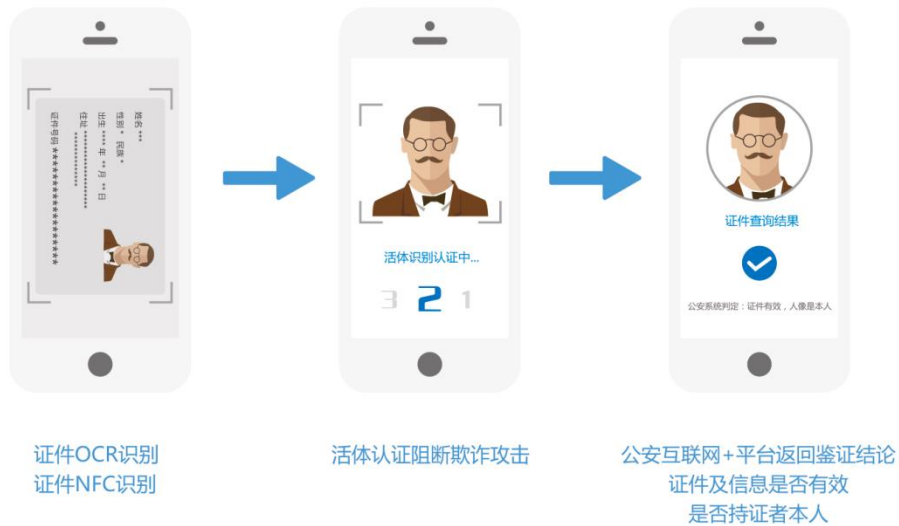 姓名 ***
性别 * 民族 *
出生 **** 年 ** 月 ** 日
住址 ********************
**************
证件号码 ******************
活体识别认证中...
3 2 1
证件查询结果
公安系统判定：证件有效，人像是本人
证件OCR识别
证件NFC识别
活体认证阻断欺诈攻击
公安互联网+平台返回鉴证结论
证件及信息是否有效
是否持证者本人